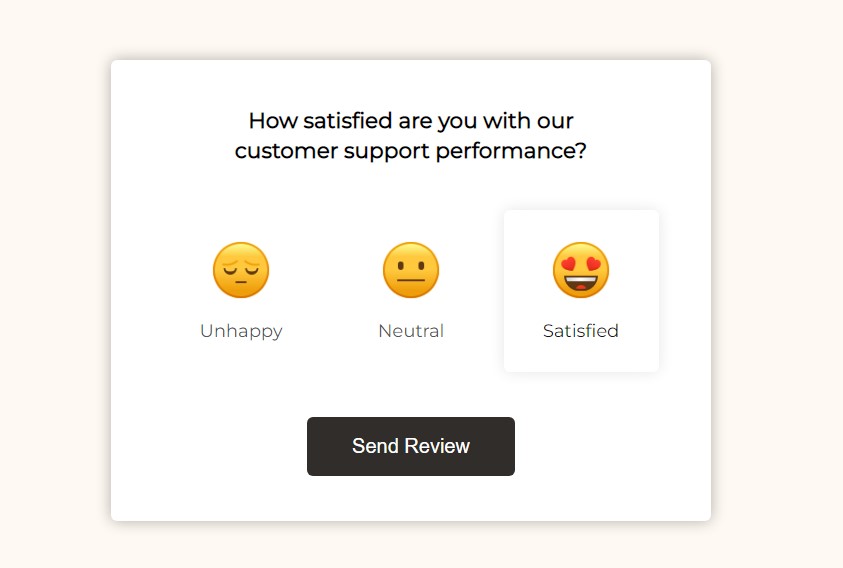 How satisfied are you with our
customer support performance?
Unhappy
Neutral
Satisfied
Send Review